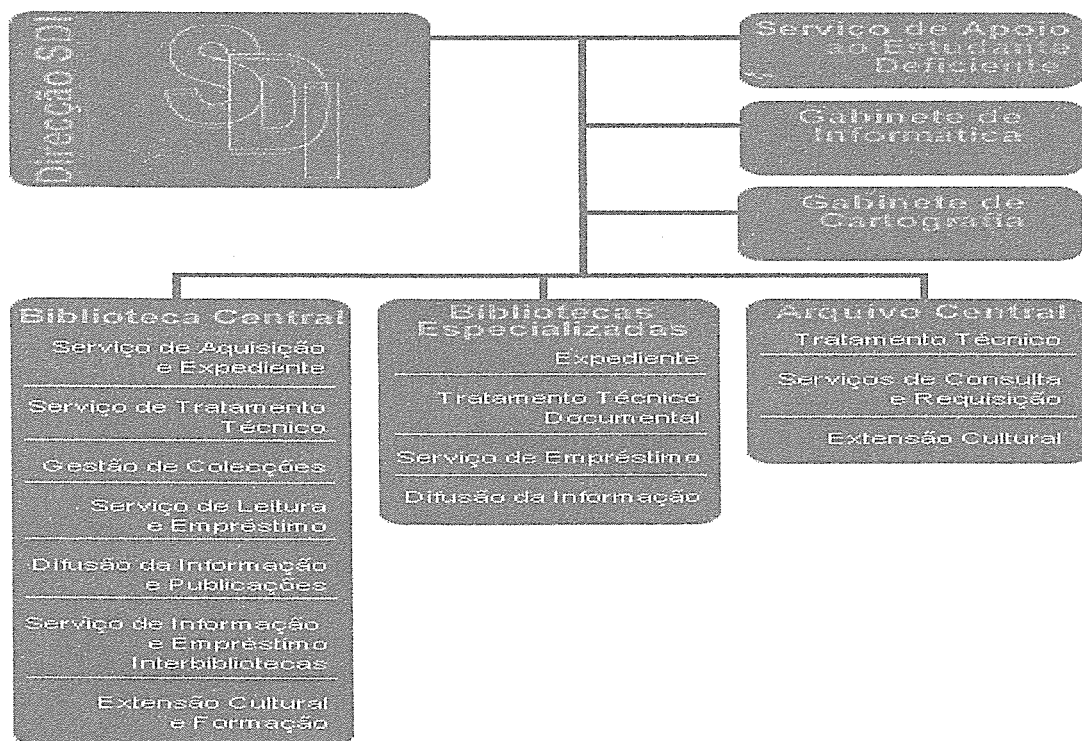 Direcção SDI
SDI
Serviço de Apoio
ao Estudante
Deficiente
Gabinete de
Informática
Gabinete de
Cartografia
Biblioteca Central
Serviço de Aquisição
e Expediente
Serviço de Tratamento
Técnico
Gestão de Colecções
Serviço de Leitura
e Empréstimo
Difusão da Informação
e Publicações
Serviço de Informação
e Empréstimo
Interbibliotecas
Extensão Cultural
e Formação
Bibliotecas
Especializadas
Expediente
Tratamento Técnico
Documental
Serviço de Empréstimo
Difusão da Informação
Arquivo Central
Tratamento Técnico
Serviços de Consulta
e Requisição
Extensão Cultural